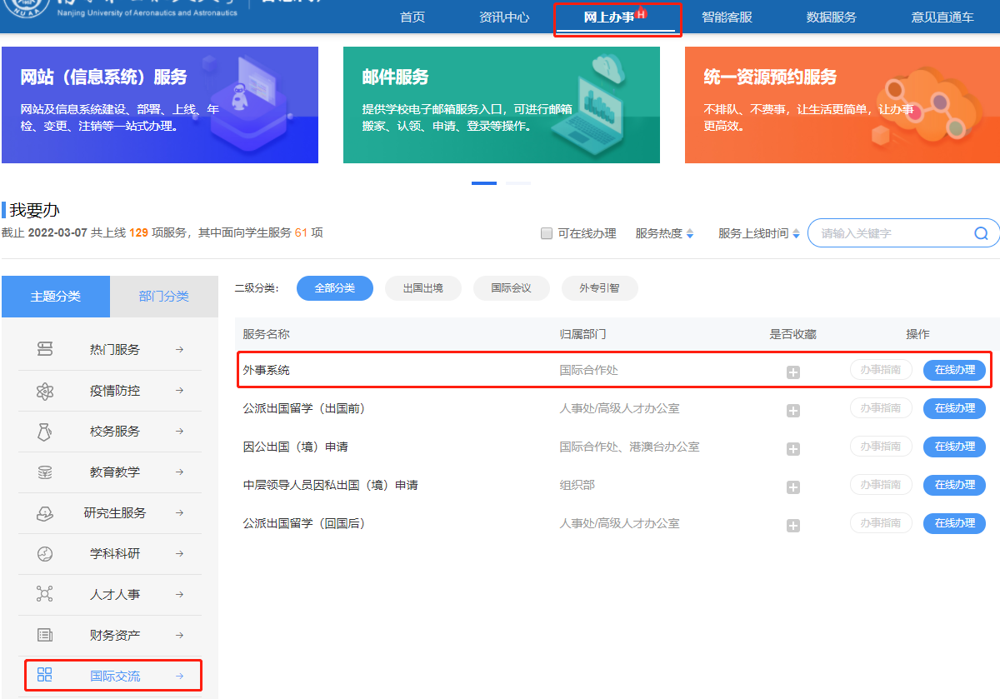 Nanjing University of Aeronautics and Astronautics
NUAA
首页 资讯中心 网上办事 H 智能客服 数据服务 意见直通车
网站（信息系统）服务
网站及信息系统建设、部署、上线、年
检、变更、注销等一站式办理。
邮件服务
提供学校电子邮箱服务入口，可进行邮箱
搬家、认领、申请、登录等操作。
统一资源预约服务
不排队、不费事，让生活更简单，让办事
更高效。
我要办
截止 2022-03-07 共上线 129 项服务，其中面向学生服务 61 项
可在线办理 服务热度 服务上线时间 请输入关键字
主题分类 部门分类
热门服务
疫情防控
校务服务
教育教学
研究生服务
学科科研
人才人事
财务资产
国际交流
二级分类： 全部分类 出国出境 国际会议 外专引智
服务名称 归属部门 是否收藏 操作
外事系统 国际合作处 办事指南 在线办理
公派出国留学（出国前） 人事处/高级人才办公室 办事指南 在线办理
因公出国（境）申请 国际合作处、港澳台办公室 办事指南 在线办理
中层领导人员因私出国（境）申请 组织部 办事指南 在线办理
公派出国留学（回国后） 人事处/高级人才办公室 办事指南 在线办理